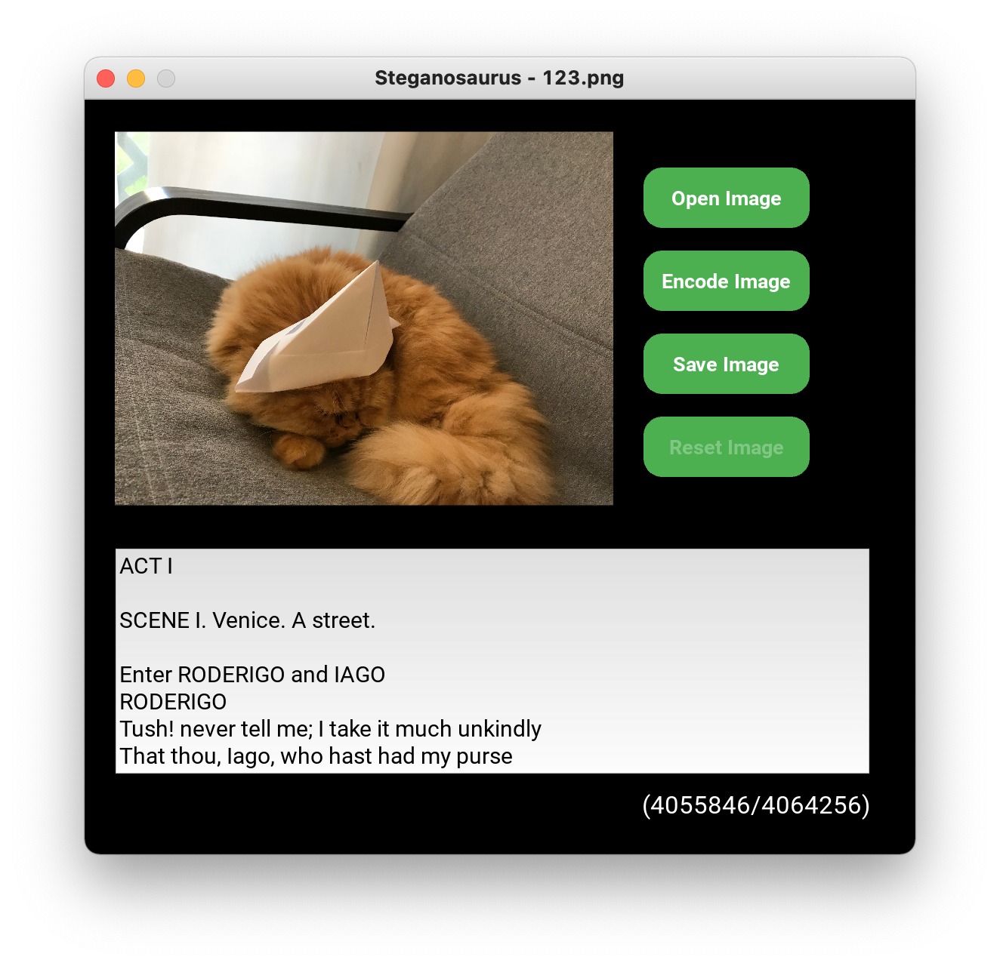 Steganosaurus - 123.png
Open Image
Encode Image
Save Image
Reset Image
ACT I
SCENE I. Venice. A street.
Enter RODERIGO and IAGO
RODERIGO
Tush! never tell me; I take it much unkindly
That thou, Iago, who hast had my purse
(4055846/4064256)